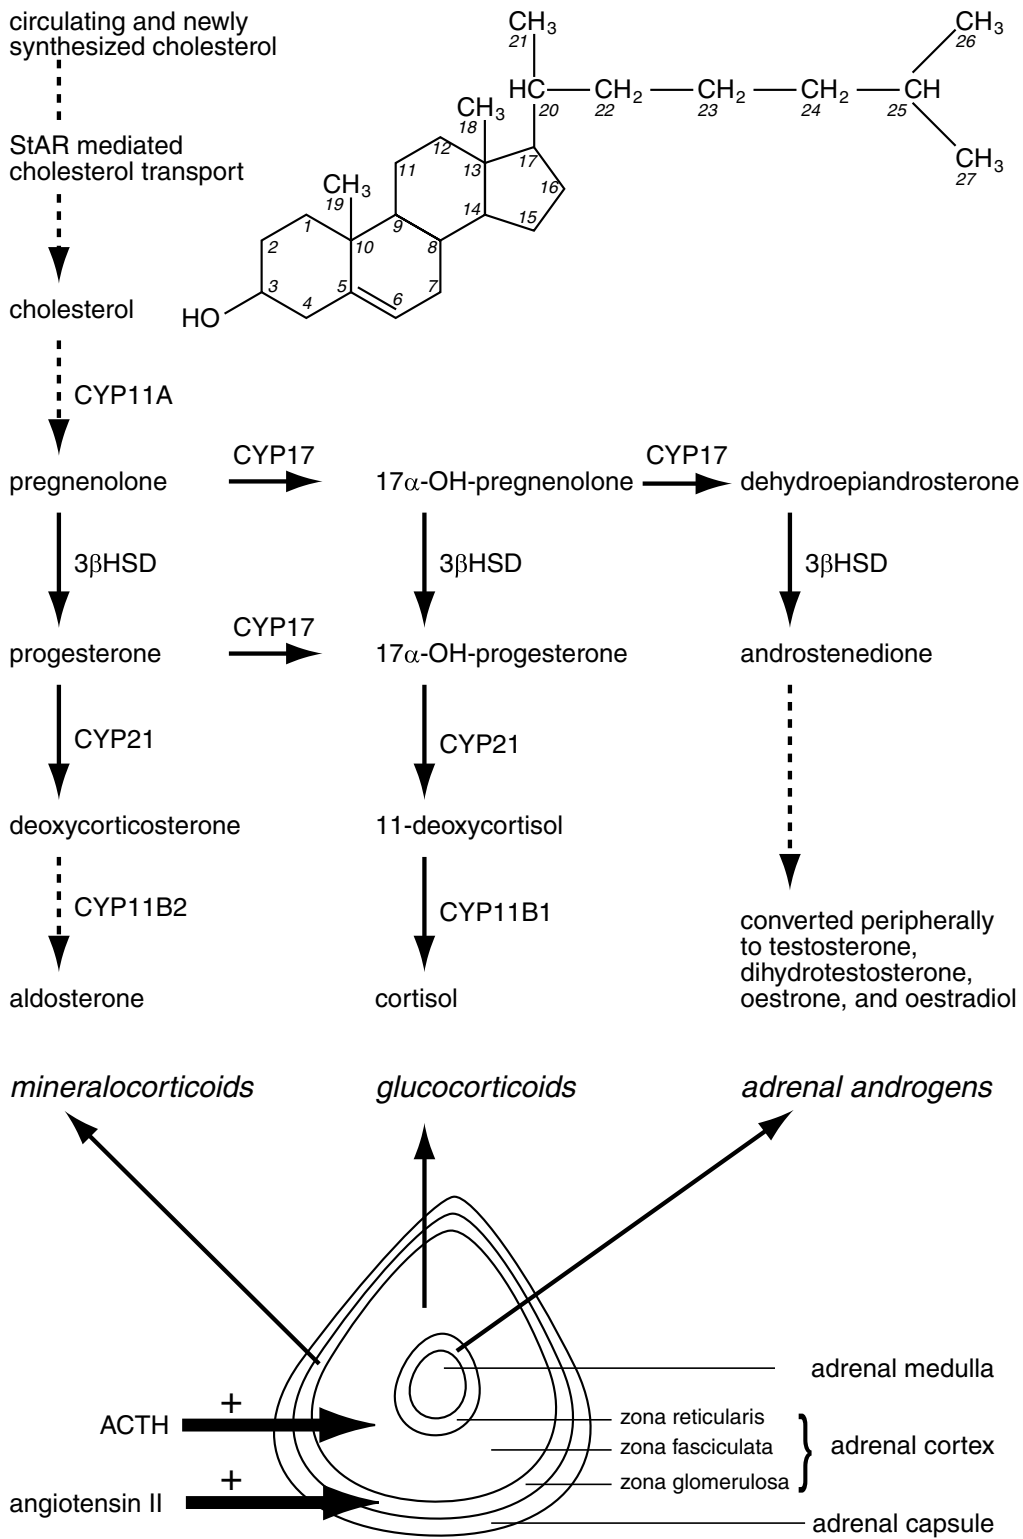 circulating and newly
synthesized cholesterol
StAR mediated
cholesterol transport
cholesterol
CH3
21
HC
20
CH2
22
CH2
23
CH2
24
CH
25
CH3
26
CH3
27
CH3
18
CH3
19
1
2
3
4
5
6
7
8
9
10
11
12
13
14
15
16
17
HO
CYP11A
pregnenolone
CYP17
17α-OH-pregnenolone
CYP17
dehydroepiandrosterone
3βHSD
3βHSD
3βHSD
progesterone
CYP17
17α-OH-progesterone
androstenedione
CYP21
CYP21
deoxycorticosterone
11-deoxycortisol
CYP11B2
CYP11B1
aldosterone
cortisol
converted peripherally
to testosterone,
dihydrotestosterone,
oestrone, and oestradiol
mineralocorticoids
glucocorticoids
adrenal androgens
adrenal medulla
+
ACTH
zona reticularis
zona fasciculata
zona glomerulosa
} adrenal cortex
+
angiotensin II
adrenal capsule